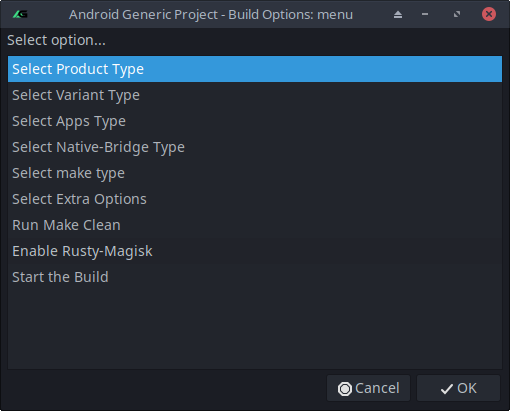 Android Generic Project - Build Options: menu
Select option...
Select Product Type
Select Variant Type
Select Apps Type
Select Native-Bridge Type
Select make type
Select Extra Options
Run Make Clean
Enable Rusty-Magisk
Start the Build
Cancel OK